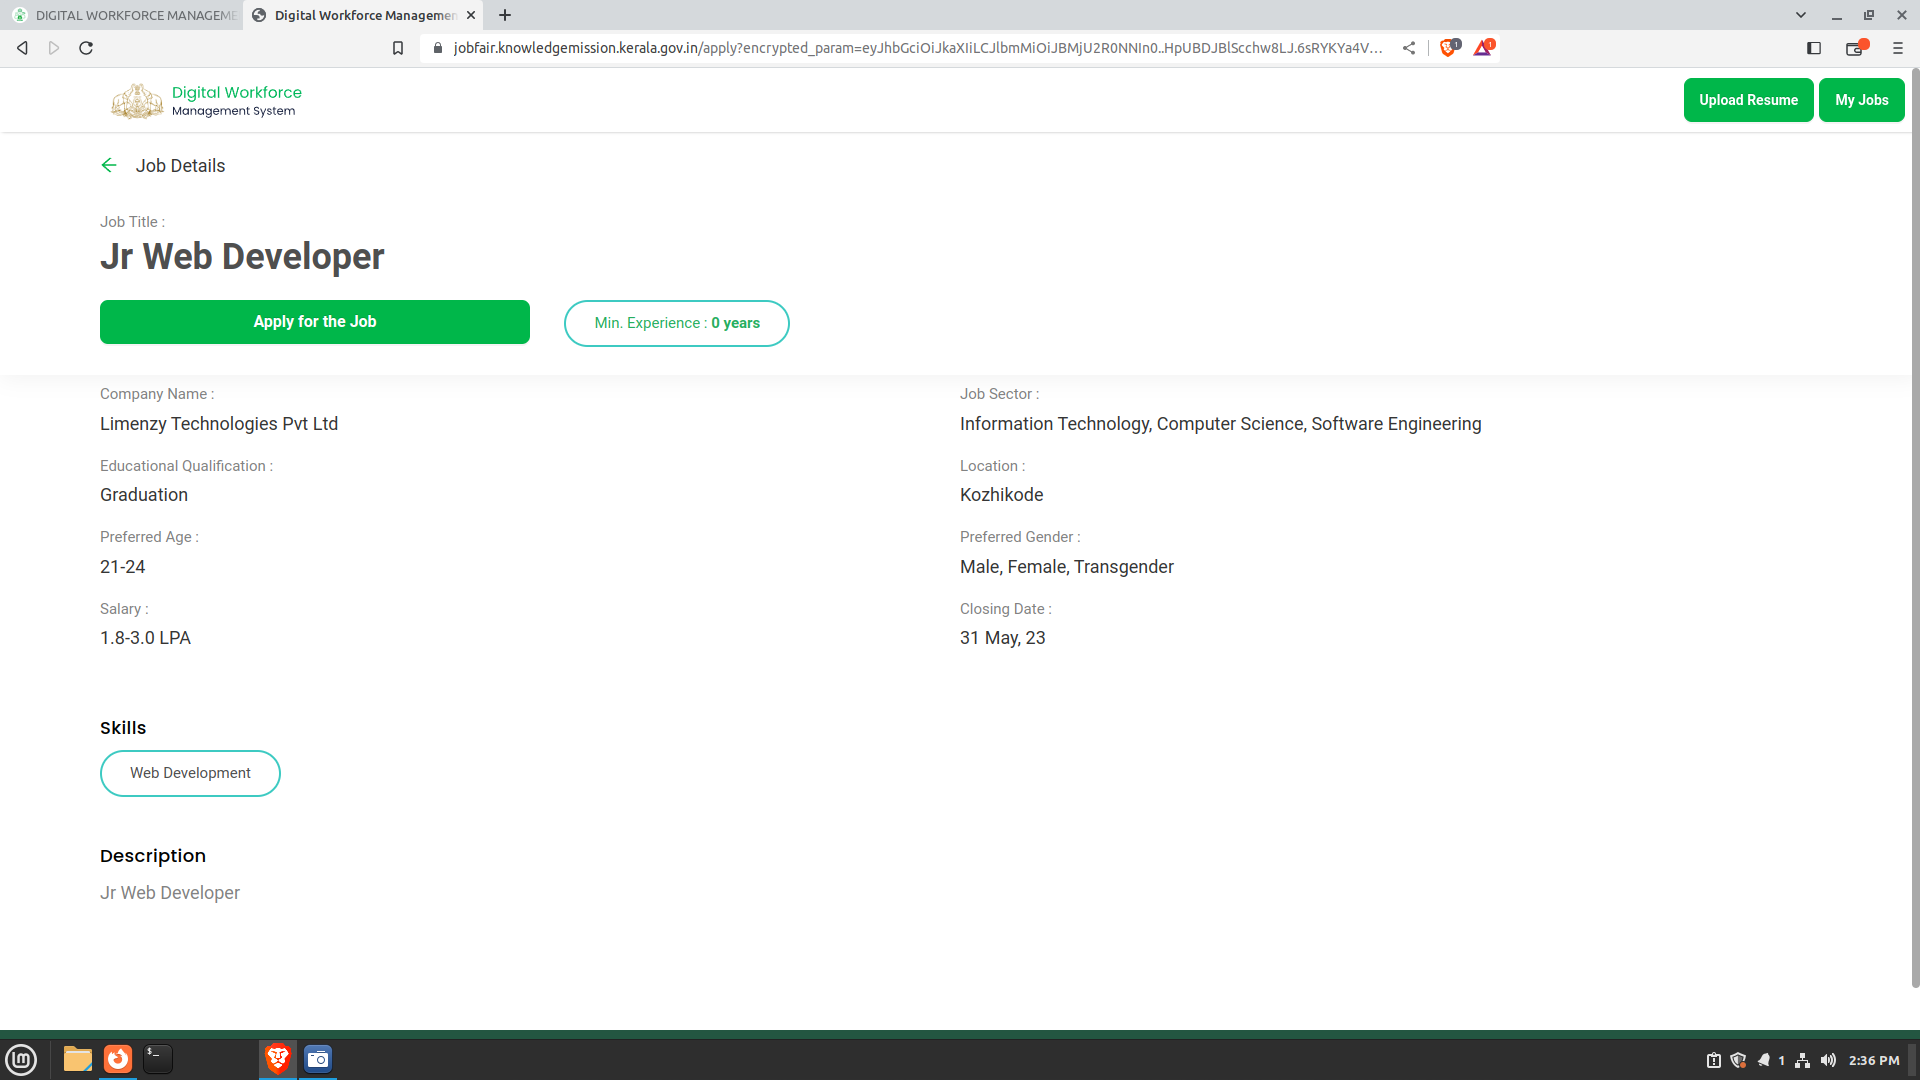 DIGITAL WORKFORCE MANAGEME
Digital Workforce Managemen
jobfair.knowledgemission.kerala.gov.in/apply?encrypted_param=eyJhbGciOiJkaXIiLCJlbmMiOiJBMjU2R0NNIn0..HpUBDJBlScchw8LJ.6sRYKYa4V...
1
1
Digital Workforce
Management System
Upload Resume
My Jobs
Job Details
Job Title :
Jr Web Developer
Apply for the Job
Min. Experience : 0 years
Company Name :
Limenzy Technologies Pvt Ltd
Job Sector :
Information Technology, Computer Science, Software Engineering
Educational Qualification :
Graduation
Location :
Kozhikode
Preferred Age :
21-24
Preferred Gender :
Male, Female, Transgender
Salary :
1.8-3.0 LPA
Closing Date :
31 May, 23
Skills
Web Development
Description
Jr Web Developer
1
2:36 PM